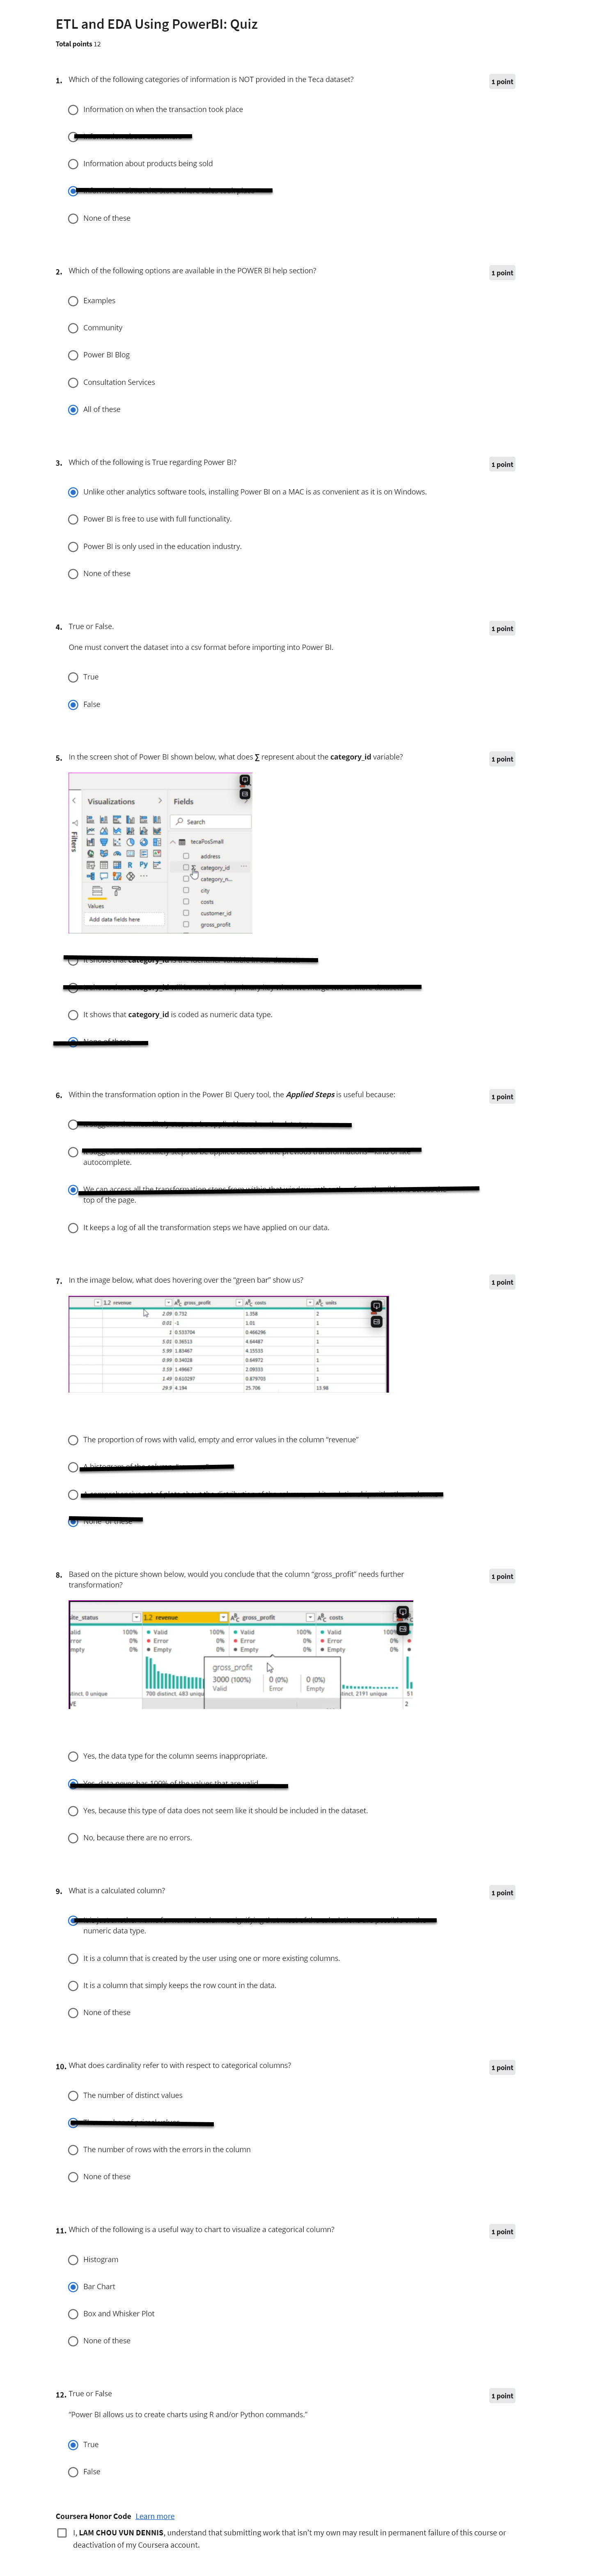 ETL and EDA Using PowerBI: Quiz
Total points 12
1. Which of the following categories of information is NOT provided in the Teca dataset?
1 point
Information on when the transaction took place
Information about products being sold
None of these
2. Which of the following options are available in the POWER BI help section?
1 point
Examples
Community
Power BI Blog
Consultation Services
All of these
3. Which of the following is True regarding Power BI?
1 point
Unlike other analytics software tools, installing Power BI on a MAC is as convenient as it is on Windows.
Power BI is free to use with full functionality.
Power BI is only used in the education industry.
None of these
4. True or False.
1 point
One must convert the dataset into a csv format before importing into Power BI.
True
False
5. In the screen shot of Power BI shown below, what does ∑ represent about the category_id variable?
1 point
Visualizations
Fields
Filters
Search
tecaPosSmall
address
category_id
category_n...
city
costs
customer_id
gross_profit
Values
Add data fields here
It shows that category_id is coded as numeric data type.
6. Within the transformation option in the Power BI Query tool, the Applied Steps is useful because:
1 point
autocomplete.
We can access all the transformation steps from within that
top of the page.
It keeps a log of all the transformation steps we have applied on our data.
7. In the image below, what does hovering over the "green bar" show us?
1 point
1.2 revenue ABC gross_profit ABC costs ABC units
2.09 0.732 1.358 2
0.01 -1 1.01 1
1 0.533704 0.466296 1
5.01 0.36513 4.64487 1
5.99 1.83467 4.15533 1
0.99 0.34028 0.64972 1
3.59 1.49667 2.09333 1
1.49 0.610297 0.879703 1
29.9 4.194 25.706 13.98
The proportion of rows with valid, empty and error values in the column "revenue"
8. Based on the picture shown below, would you conclude that the column "gross_profit" needs further
transformation?
1 point
ite_status 1.2 revenue ABC gross_profit ABC costs
alid 100% Valid 100% Valid 100% Valid 100%
rror 0% Error 0% Error 0% Error 0%
mpty 0% Empty 0% Empty 0% Empty 0%
gross_profit
3000 (100%) 0 (0%) 0 (0%)
Valid Error Empty
istinct, 0 unique 700 distinct, 483 uniqu tinct, 2191 unique 51
VE 2
Yes, the data type for the column seems inappropriate.
Yes, because this type of data does not seem like it should be included in the dataset.
No, because there are no errors.
9. What is a calculated column?
1 point
numeric data type.
It is a column that is created by the user using one or more existing columns.
It is a column that simply keeps the row count in the data.
None of these
10. What does cardinality refer to with respect to categorical columns?
1 point
The number of distinct values
The number of rows with the errors in the column
None of these
11. Which of the following is a useful way to chart to visualize a categorical column?
1 point
Histogram
Bar Chart
Box and Whisker Plot
None of these
12. True or False
1 point
"Power BI allows us to create charts using R and/or Python commands."
True
False
Coursera Honor Code Learn more
I, LAM CHOU VUN DENNIS, understand that submitting work that isn't my own may result in permanent failure of this course or
deactivation of my Coursera account.